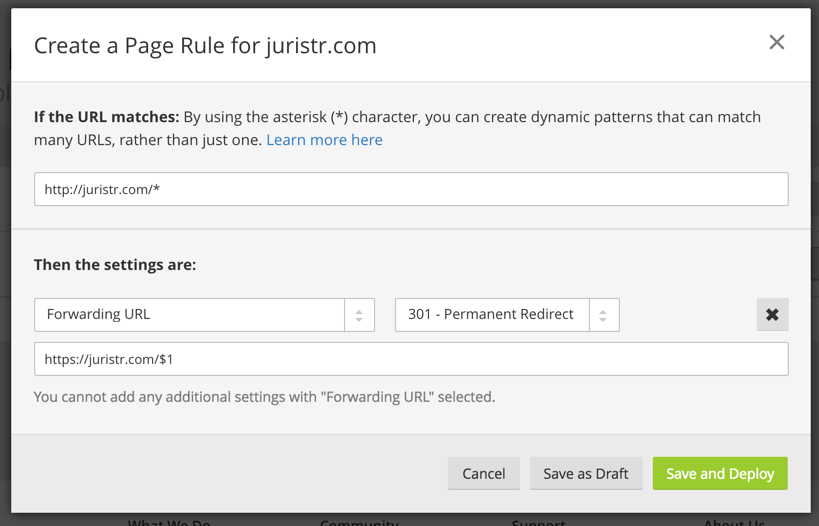 Create a Page Rule for juristr.com
If the URL matches: By using the asterisk (*) character, you can create dynamic patterns that can match
many URLs, rather than just one. Learn more here
http://juristr.com/*
Then the settings are:
Forwarding URL
301 - Permanent Redirect
https://juristr.com/$1
You cannot add any additional settings with "Forwarding URL" selected.
Cancel
Save as Draft
Save and Deploy
What We Do
Community
Support
About Us